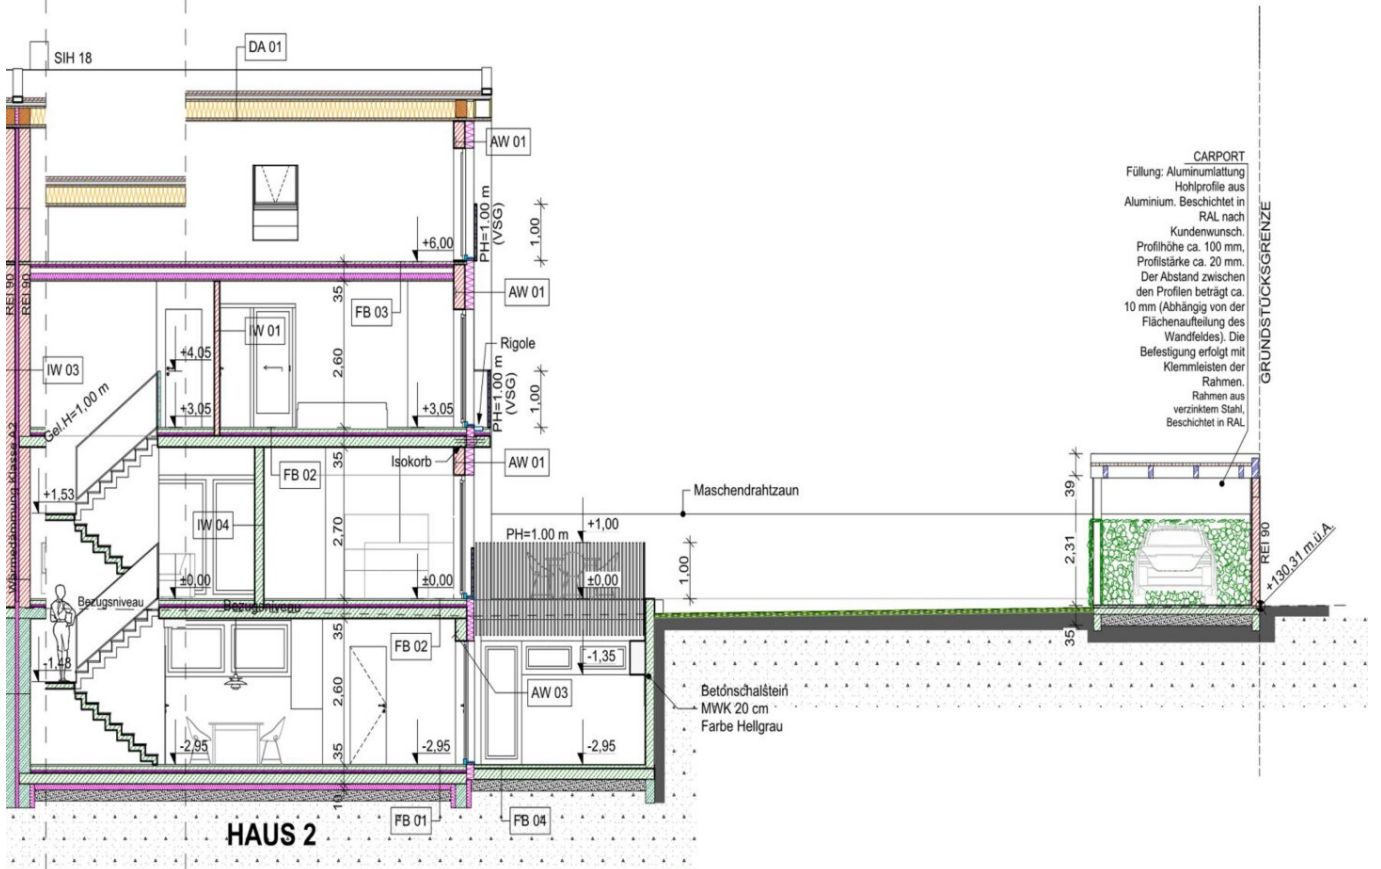 SIH 18
DA 01
AW 01
PH=1.00 m
(VSG)
1,00
+6,00
REI 90
REI 90
35
FB 03
AW 01
IW 01
+4,05
2,60
IW 03
Rigole
PH=1.00 m
(VSG)
1,00
Gel.H=1,00 m
+3,05
+3,05
Wärmedämmung Klasse A2
35
Isokorb
AW 01
FB 02
+1,53
IW 04
2,70
Maschendrahtzaun
PH=1.00 m
+1,00
1,00
±0,00
±0,00
±0,00
Bezugsniveau
Bezugsniveau
35
FB 02
-1,48
-1,35
2,60
AW 03
Betonschalstein
MWK 20 cm
Farbe Hellgrau
-2,95
-2,95
-2,95
35
10
FB 01
FB 04
HAUS 2
CARPORT
Füllung: Aluminumlattung
Hohlprofile aus
Aluminium. Beschichtet in
RAL nach
Kundenwunsch.
Profilhöhe ca. 100 mm,
Profilstärke ca. 20 mm.
Der Abstand zwischen
den Profilen beträgt ca.
10 mm (Abhängig von der
Flächenaufteilung des
Wandfeldes). Die
Befestigung erfolgt mit
Klemmleisten der
Rahmen.
Rahmen aus
verzinktem Stahl,
Beschichtet in RAL
GRUNDSTÜCKSGRENZE
39
2,31
35
REI 90
+130,31 m.ü.A.